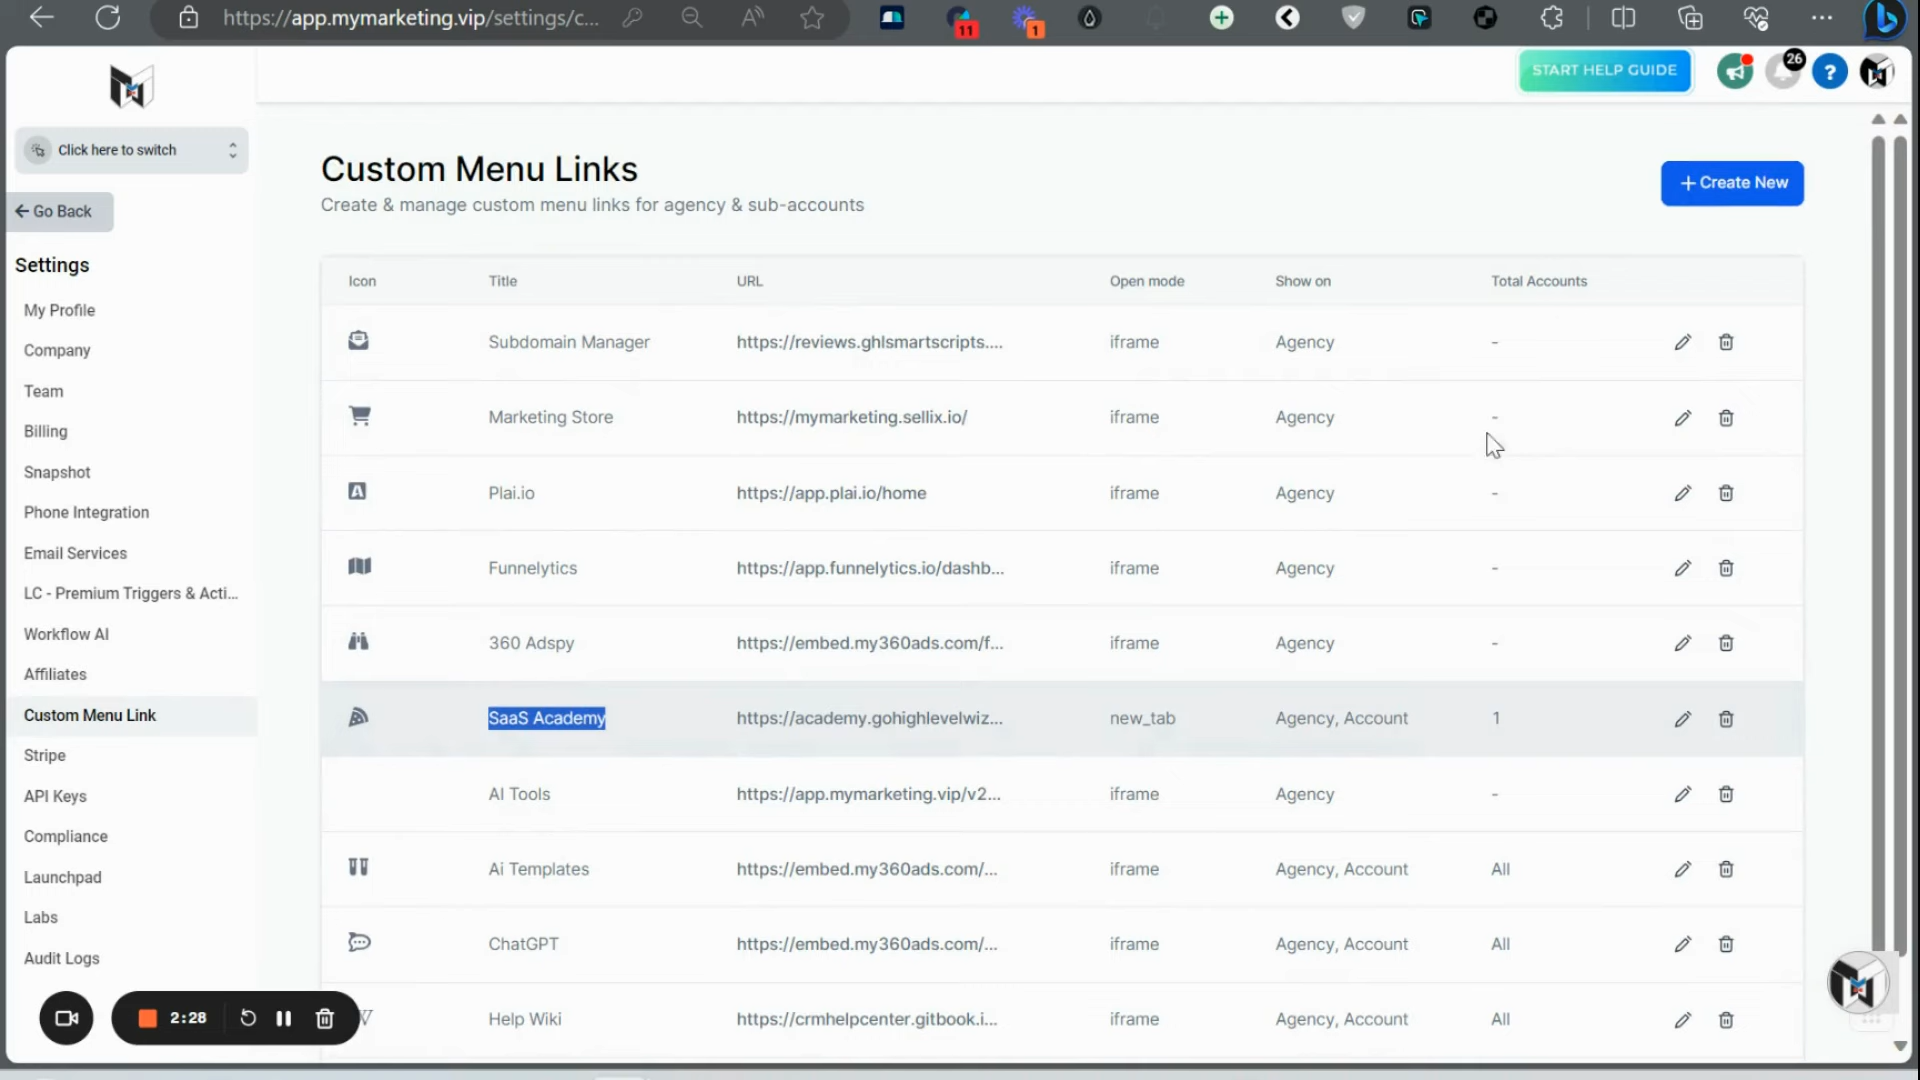 https://app.mymarketing.vip/settings/c...
11
1
START HELP GUIDE
26
?
Click here to switch
Go Back
Settings
My Profile
Company
Team
Billing
Snapshot
Phone Integration
Email Services
LC - Premium Triggers & Acti...
Workflow AI
Affiliates
Custom Menu Link
Stripe
API Keys
Compliance
Launchpad
Labs
Audit Logs
2:28
Custom Menu Links
Create & manage custom menu links for agency & sub-accounts
+ Create New
Icon Title URL Open mode Show on Total Accounts
Subdomain Manager https://reviews.ghlsmartscripts.... iframe Agency -
Marketing Store https://mymarketing.sellix.io/ iframe Agency -
Plai.io https://app.plai.io/home iframe Agency -
Funnelytics https://app.funnelytics.io/dashb... iframe Agency -
360 Adspy https://embed.my360ads.com/f... iframe Agency -
SaaS Academy https://academy.gohighlevelwiz... new_tab Agency, Account 1
AI Tools https://app.mymarketing.vip/v2... iframe Agency -
Ai Templates https://embed.my360ads.com/... iframe Agency, Account All
ChatGPT https://embed.my360ads.com/... iframe Agency, Account All
Help Wiki https://crmhelpcenter.gitbook.i... iframe Agency, Account All